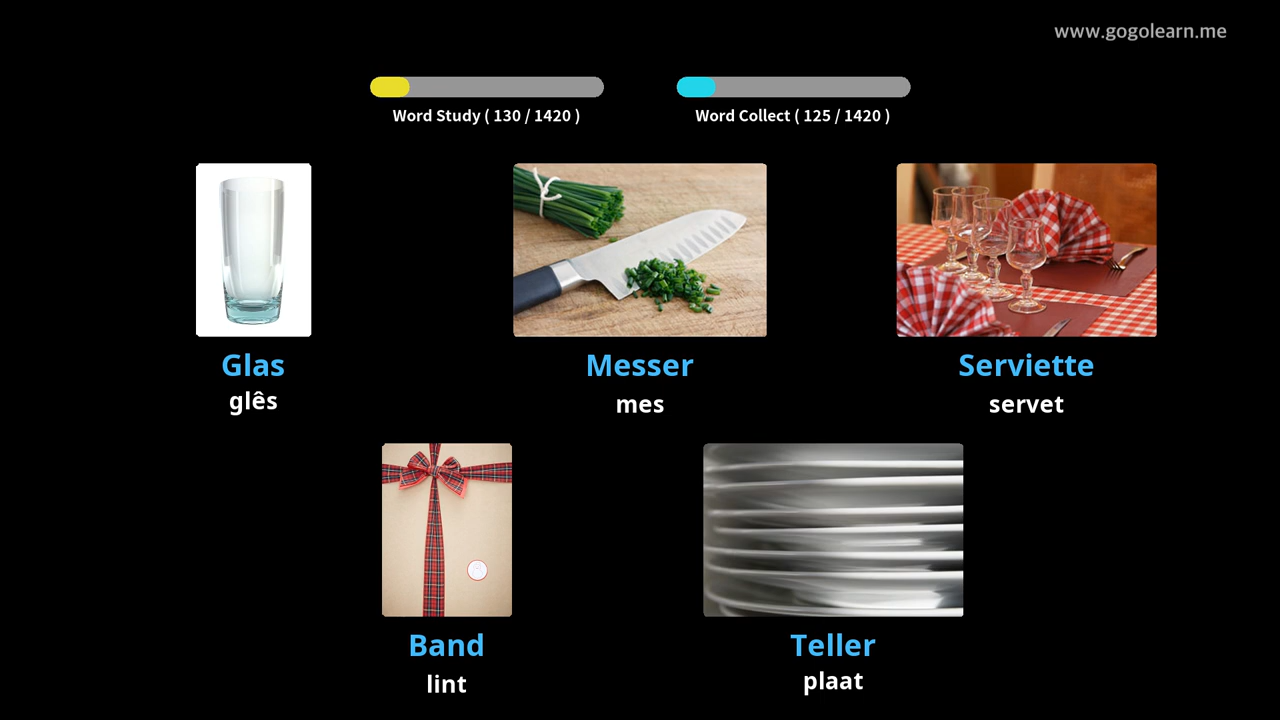 www.gogolearn.me
Word Study ( 130 / 1420 )
Word Collect ( 125 / 1420 )
Glas
glês
Messer
mes
Serviette
servet
Band
lint
Teller
plaat